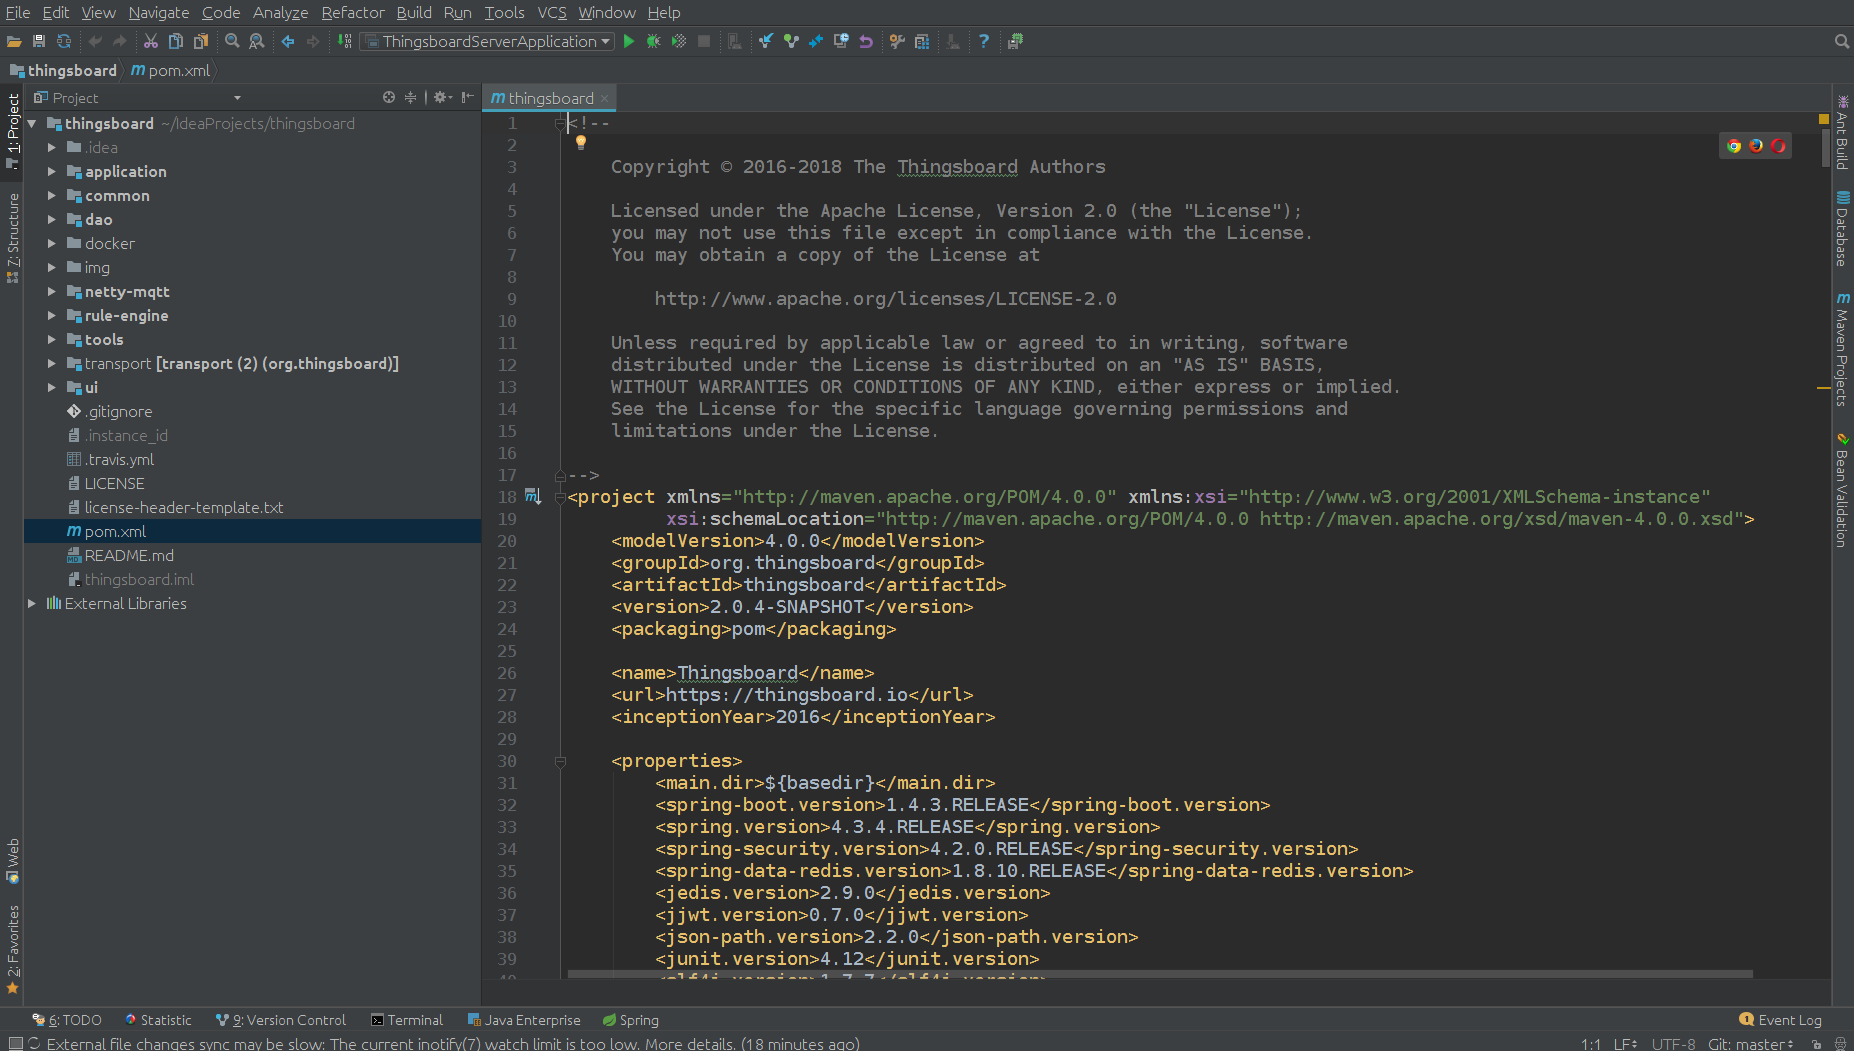 File Edit View Navigate Code Analyze Refactor Build Run Tools VCS Window Help
ThingsboardServerApplication
thingsboard pom.xml
Project
thingsboard
1: Project
Z: Structure
Web
2: Favorites
thingsboard ~/IdeaProjects/thingsboard
.idea
application
common
dao
docker
img
netty-mqtt
rule-engine
tools
transport [transport (2) (org.thingsboard)]
ui
.gitignore
.instance_id
.travis.yml
LICENSE
license-header-template.txt
pom.xml
README.md
thingsboard.iml
External Libraries
1 <!--
2
3 Copyright © 2016-2018 The Thingsboard Authors
4
5 Licensed under the Apache License, Version 2.0 (the "License");
6 you may not use this file except in compliance with the License.
7 You may obtain a copy of the License at
8
9 http://www.apache.org/licenses/LICENSE-2.0
10
11 Unless required by applicable law or agreed to in writing, software
12 distributed under the License is distributed on an "AS IS" BASIS,
13 WITHOUT WARRANTIES OR CONDITIONS OF ANY KIND, either express or implied.
14 See the License for the specific language governing permissions and
15 limitations under the License.
16
17 -->
18 <project xmlns="http://maven.apache.org/POM/4.0.0" xmlns:xsi="http://www.w3.org/2001/XMLSchema-instance"
19 xsi:schemaLocation="http://maven.apache.org/POM/4.0.0 http://maven.apache.org/xsd/maven-4.0.0.xsd">
20 <modelVersion>4.0.0</modelVersion>
21 <groupId>org.thingsboard</groupId>
22 <artifactId>thingsboard</artifactId>
23 <version>2.0.4-SNAPSHOT</version>
24 <packaging>pom</packaging>
25
26 <name>Thingsboard</name>
27 <url>https://thingsboard.io</url>
28 <inceptionYear>2016</inceptionYear>
29
30 <properties>
31 <main.dir>${basedir}</main.dir>
32 <spring-boot.version>1.4.3.RELEASE</spring-boot.version>
33 <spring.version>4.3.4.RELEASE</spring.version>
34 <spring-security.version>4.2.0.RELEASE</spring-security.version>
35 <spring-data-redis.version>1.8.10.RELEASE</spring-data-redis.version>
36 <jedis.version>2.9.0</jedis.version>
37 <jjwt.version>0.7.0</jjwt.version>
38 <json-path.version>2.2.0</json-path.version>
39 <junit.version>4.12</junit.version>
40 <slf4j.version>1.7.7</slf4j.version>
Ant Build
Database
Maven Projects
Bean Validation
6: TODO Statistic 9: Version Control Terminal Java Enterprise Spring 1 Event Log
External file changes sync may be slow: The current inotify(7) watch limit is too low. More details. (18 minutes ago) 1:1 LF UTF-8 Git: master